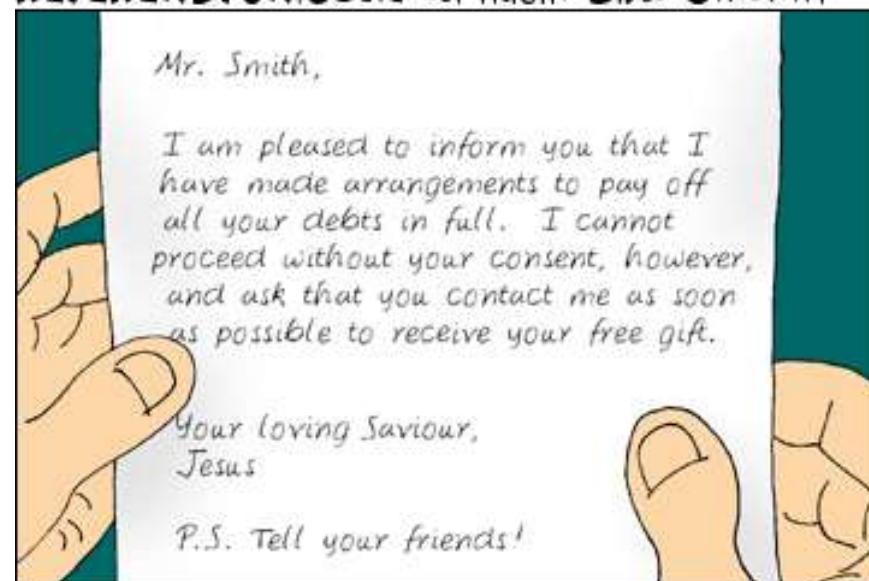 Mr. Smith,
I am pleased to inform you that I
have made arrangements to pay off
all your debts in full. I cannot
proceed without your consent, however,
and ask that you contact me as soon
as possible to receive your free gift.
Your loving Saviour,
Jesus
P.S. Tell your friends!